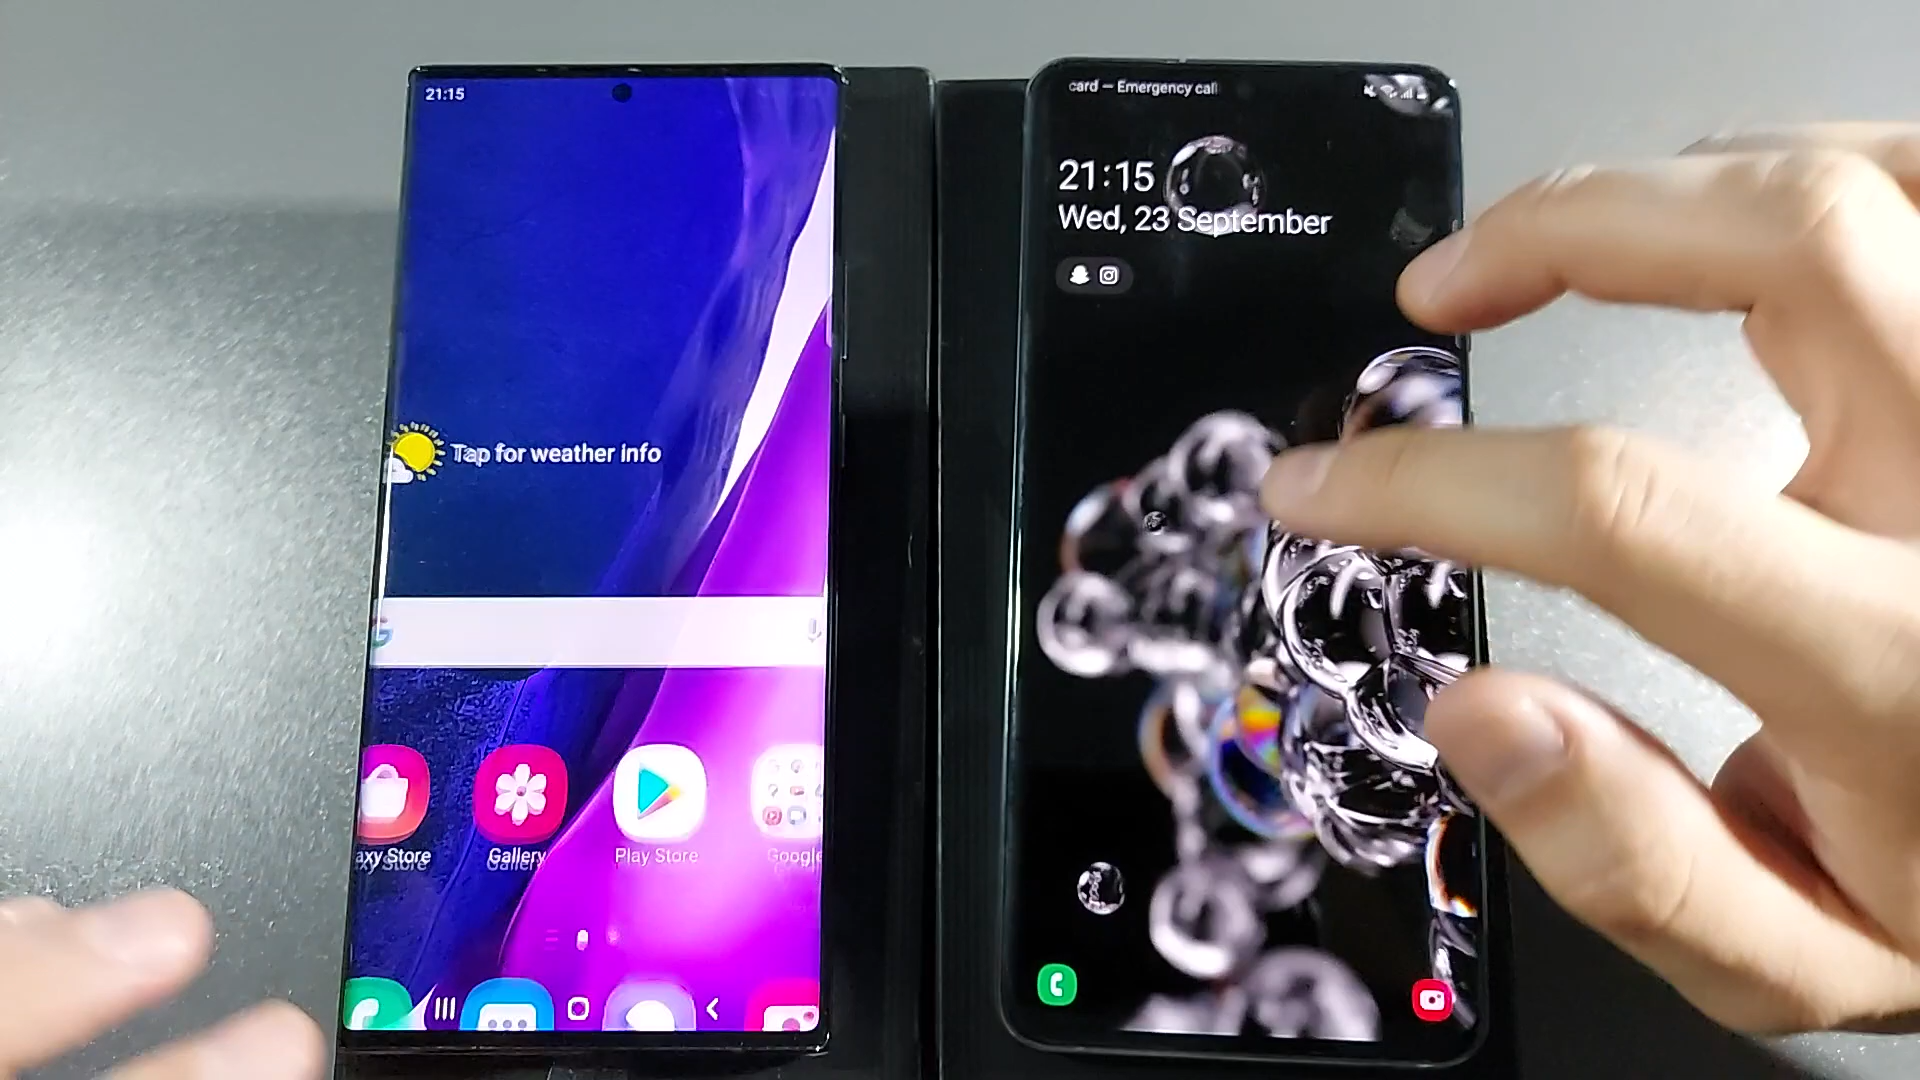 21:15
Tap for weather info
axy Store
Gallery
Play Store
Google
card – Emergency call
21:15
Wed, 23 September